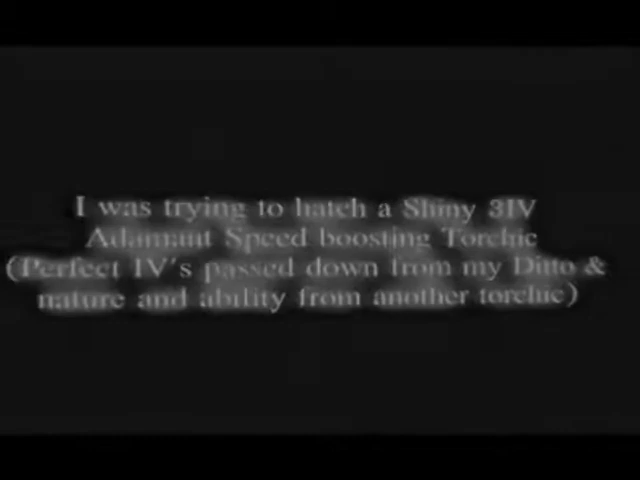 I was trying to hatch a Shiny 3IV
Adamant Speed boosting Torchic
(Perfect IV's passed down from my Ditto &
nature and ability from another torchic)